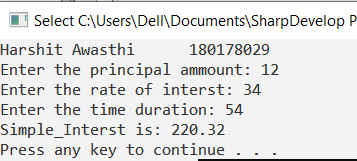 Select C:\Users\Dell\Documents\SharpDevelop P
Harshit Awasthi 180178029
Enter the principal ammount: 12
Enter the rate of interst: 34
Enter the time duration: 54
Simple_Interst is: 220.32
Press any key to continue . . .